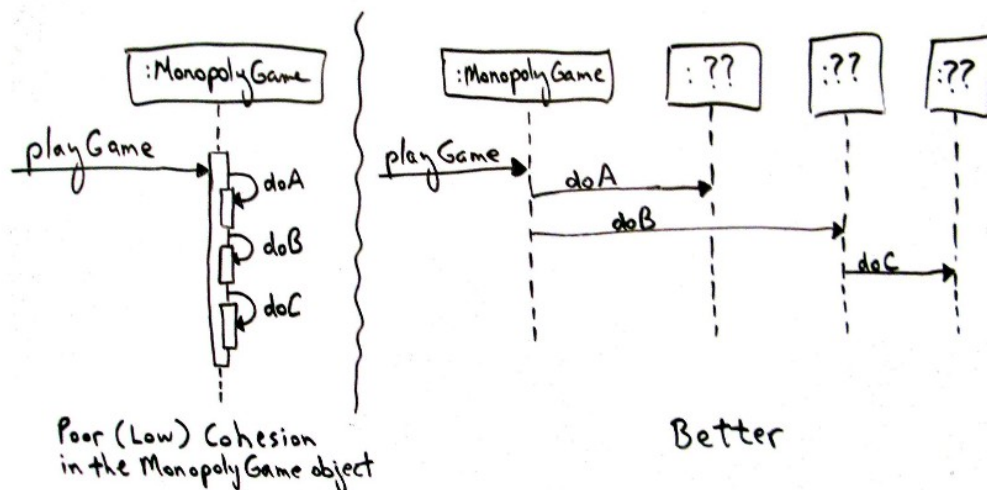 :MonopolyGame
playGame
doA
doB
doC
Poor (Low) Cohesion
in the MonopolyGame object
:MonopolyGame
: ??
:??
:??
playGame
doA
doB
doC
Better